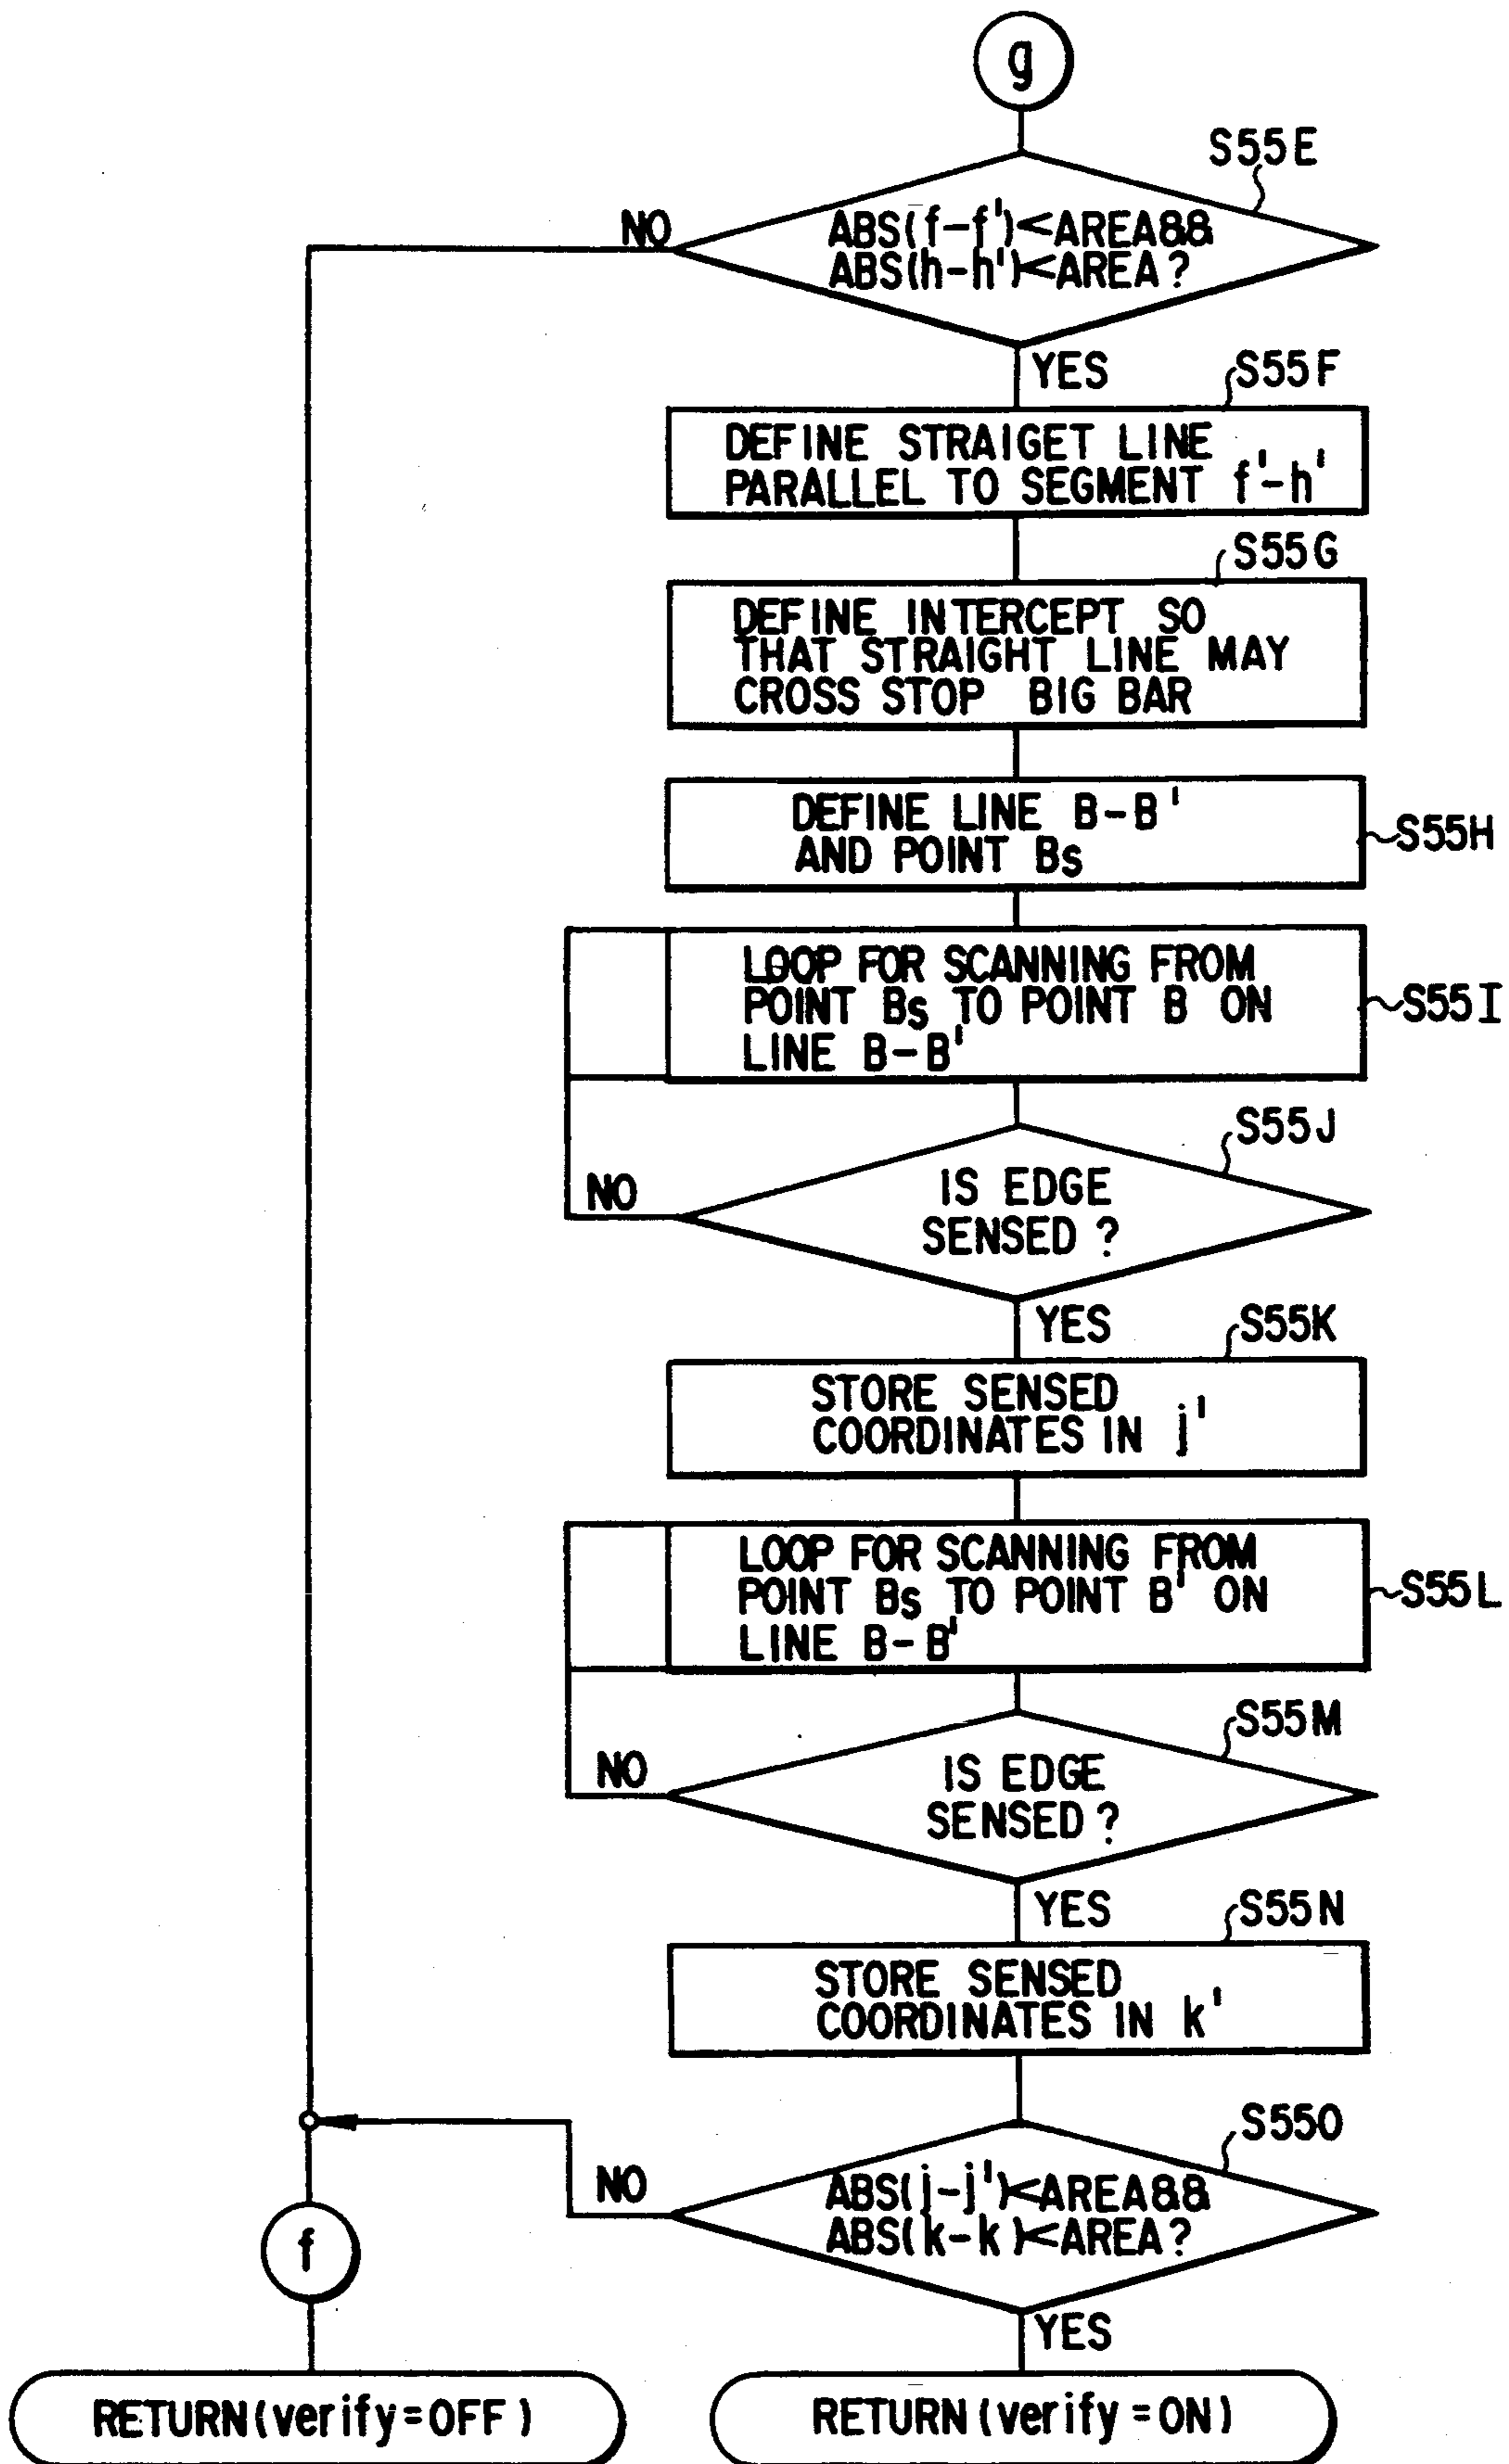 g
S55E
NO
ABS(f-f')<AREA&&
ABS(h-h')<AREA?
YES
S55F
DEFINE STRAIGET LINE
PARALLEL TO SEGMENT f'-h'
S55G
DEFINE INTERCEPT SO
THAT STRAIGHT LINE MAY
CROSS STOP BIG BAR
DEFINE LINE B-B'
AND POINT Bs
S55H
LOOP FOR SCANNING FROM
POINT Bs TO POINT B ON
LINE B-B'
S55I
S55J
IS EDGE
SENSED ?
NO
YES
S55K
STORE SENSED
COORDINATES IN j'
LOOP FOR SCANNING FROM
POINT Bs TO POINT B' ON
LINE B-B'
S55L
S55M
IS EDGE
SENSED ?
NO
YES
S55N
STORE SENSED
COORDINATES IN k'
S55O
NO
ABS(j-j')<AREA&&
ABS(k-k )<AREA?
f
YES
RETURN(verify=OFF)
RETURN(verify=ON)